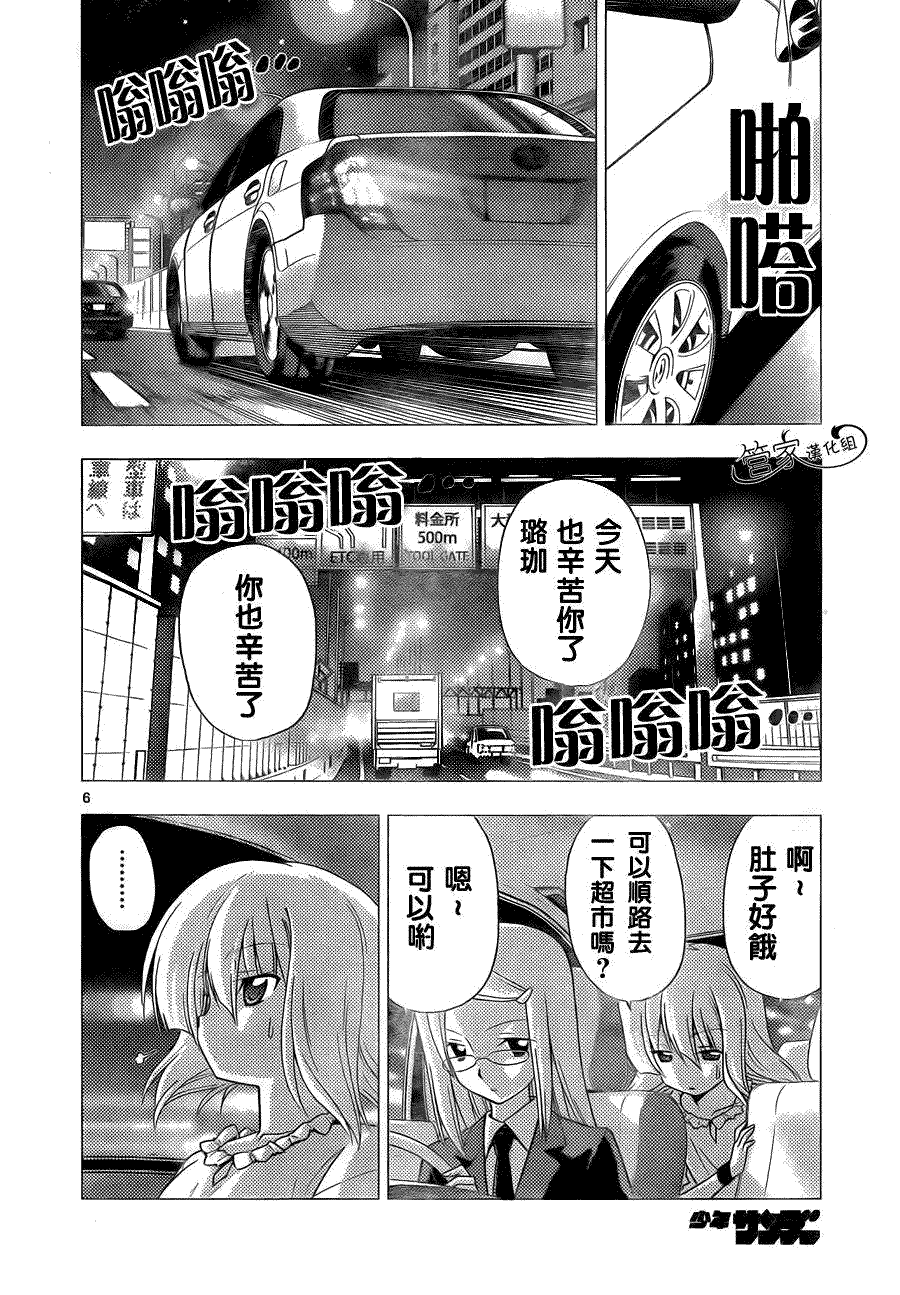 啪嗒
嗡嗡嗡…
管家
進化組
嗡嗡嗡…
料金所
500m
TOLL GATE
ETC専用
今天
也辛苦你了
璐珈
你也辛苦了
嗡嗡嗡…
6
啊~
肚子好餓
可以順路去
一下超市嗎?
嗯~
可以喲
………
少年サンデー